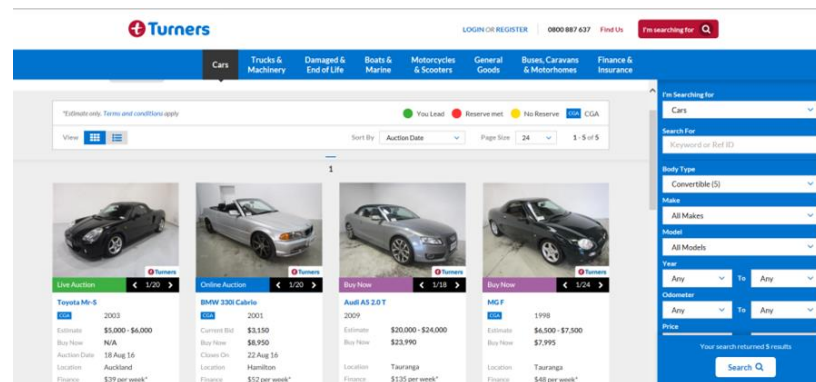 Turners
LOGIN OR REGISTER
0800 887 637
Find Us
I'm searching for
Cars
Trucks & Machinery
Damaged & End of Life
Boats & Marine
Motorcycles & Scooters
General Goods
Buses, Caravans & Motorhomes
Finance & Insurance
*Estimate only. Terms and conditions apply
You Lead
Reserve met
No Reserve
CGA CGA
View
Sort By Auction Date
Page Size 24
1 - 5 of 5
1
Turners
Live Auction 1/20
Toyota Mr-S
CGA 2003
Estimate $5,000 - $6,000
Buy Now N/A
Auction Date 18 Aug 16
Location Auckland
Finance $39 per week*
Turners
Online Auction 1/20
BMW 330I Cabrio
CGA 2001
Current Bid $3,150
Buy Now $8,950
Closes On 22 Aug 16
Location Hamilton
Finance $52 per week*
Turners
Buy Now 1/18
Audi A5 2.0 T
2009
Estimate $20,000 - $24,000
Buy Now $23,990
Location Tauranga
Finance $135 per week*
Turners
Buy Now 1/24
MG F
CGA 1998
Estimate $6,500 - $7,500
Buy Now $7,995
Location Tauranga
Finance $48 per week*
I'm Searching for
Cars
Search For
Keyword or Ref ID
Body Type
Convertible (5)
Make
All Makes
Model
All Models
Year
Any To Any
Odometer
Any To Any
Price
Your search returned 5 results
Search